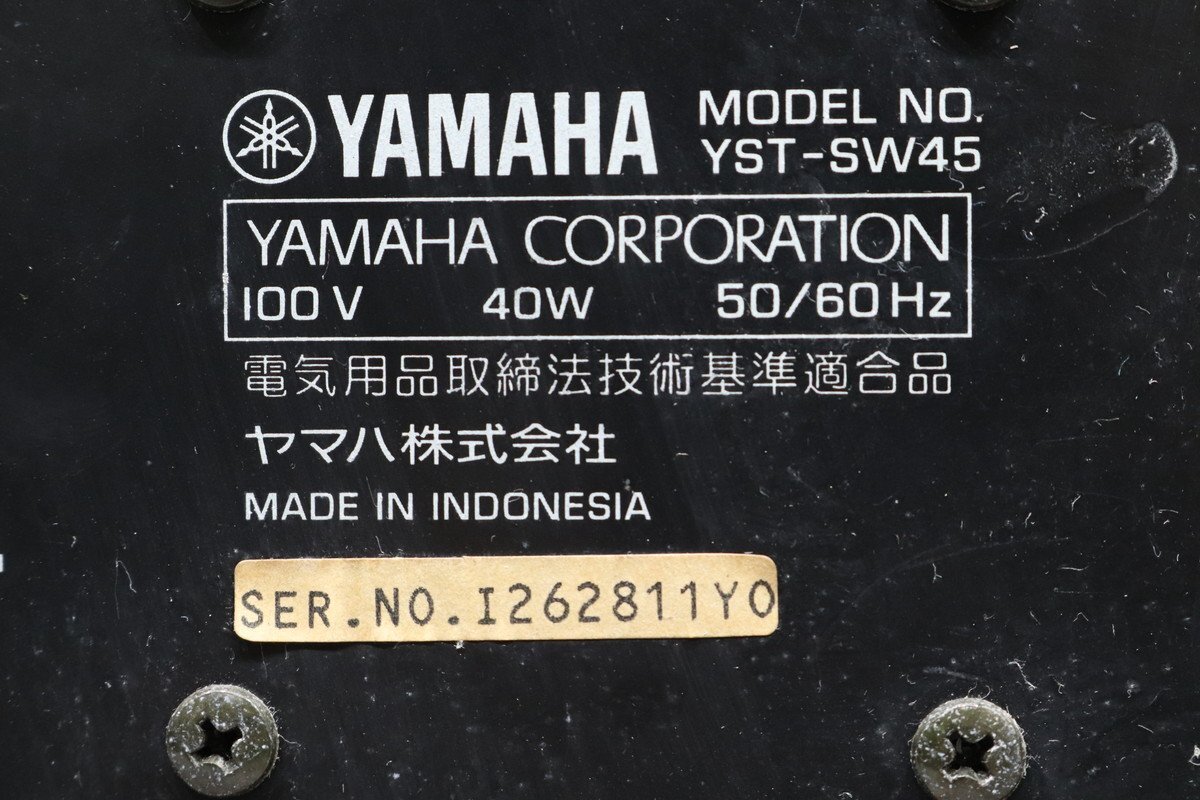 YAMAHA MODEL NO.
YST-SW45
YAMAHA CORPORATION
100 V 40W 50/60 Hz
電気用品取締法技術基準適合品
ヤマハ株式会社
MADE IN INDONESIA
SER.NO.I262811YO